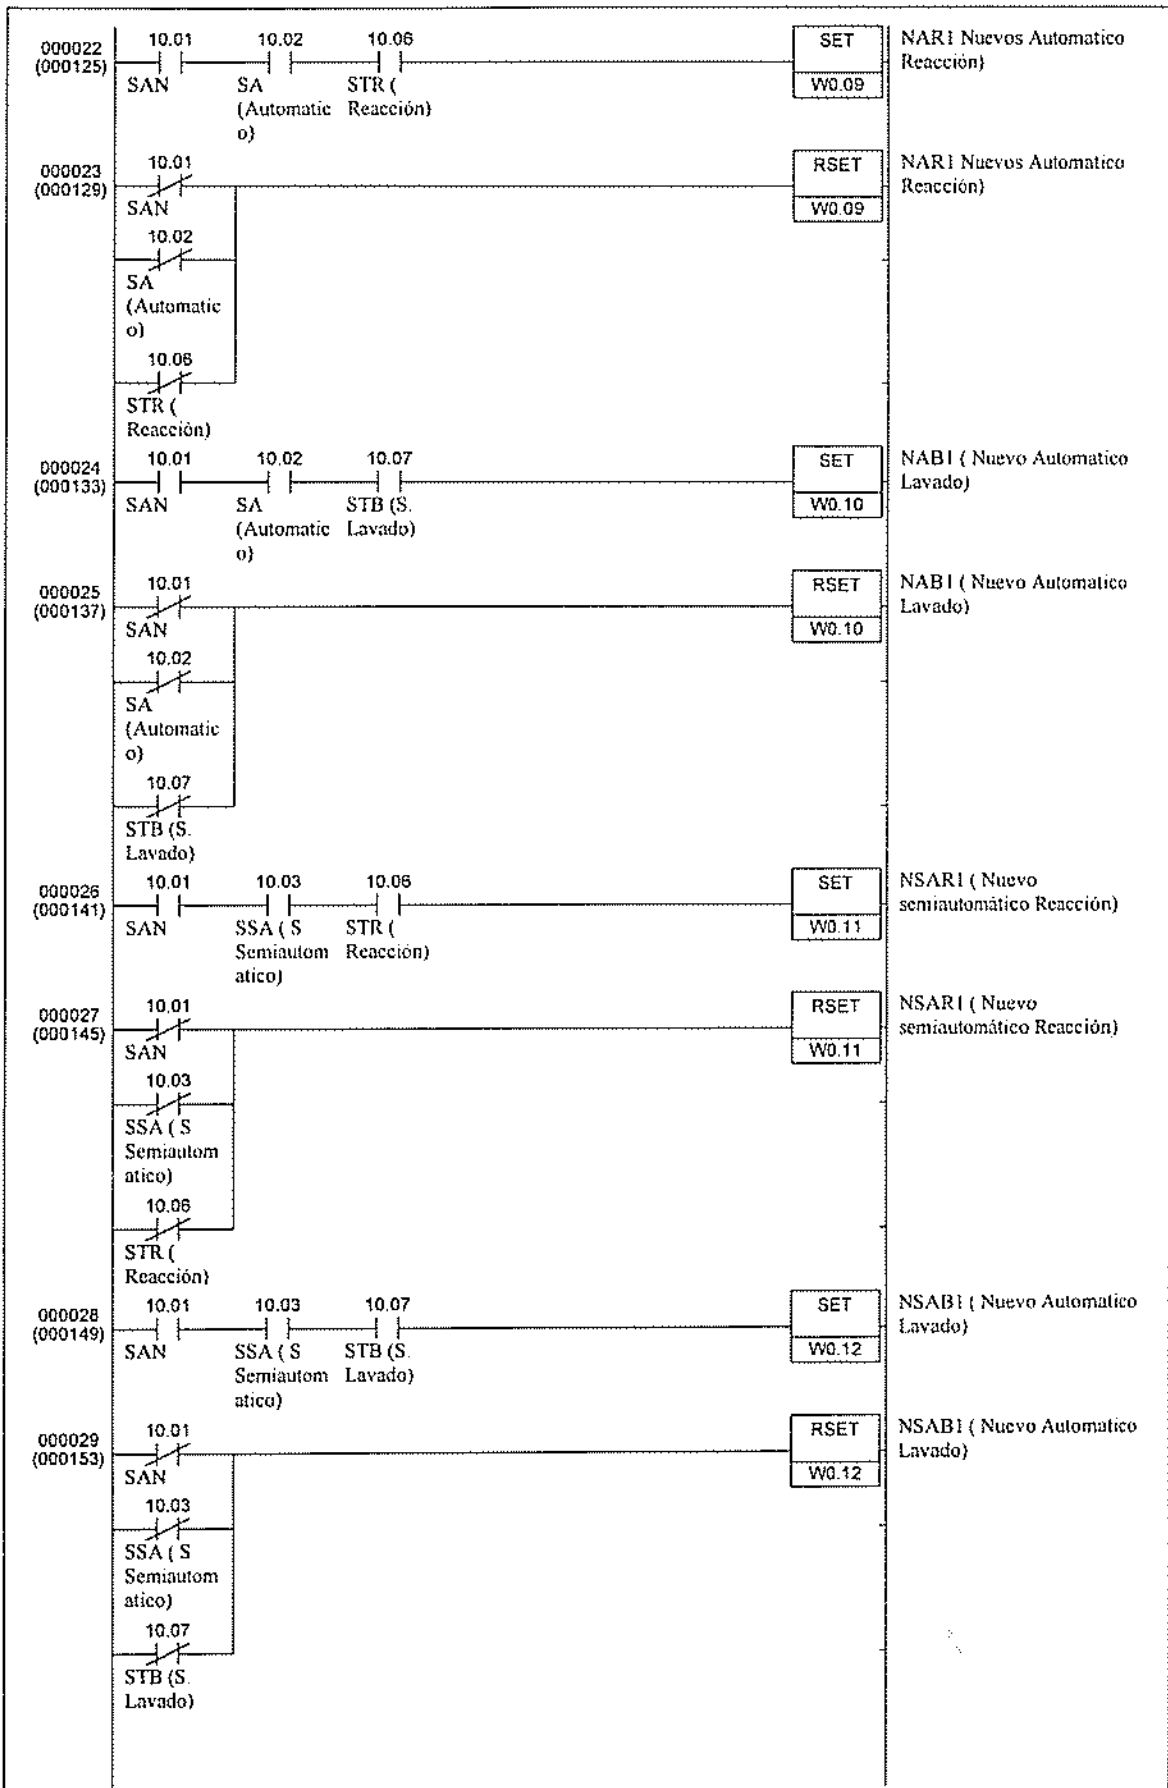 000022
(000125)
10.01 10.02 10.06
SAN SA STR (
(Automatic Reacción)
o)
SET
W0.09
NAR1 Nuevos Automatico
Reacción)
000023
(000129)
10.01
SAN
10.02
SA
(Automatic
o)
10.06
STR (
Reacción)
RSET
W0.09
NAR1 Nuevos Automatico
Reacción)
000024
(000133)
10.01 10.02 10.07
SAN SA STB (S.
(Automatic Lavado)
o)
SET
W0.10
NAB1 ( Nuevo Automatico
Lavado)
000025
(000137)
10.01
SAN
10.02
SA
(Automatic
o)
10.07
STB (S.
Lavado)
RSET
W0.10
NAB1 ( Nuevo Automatico
Lavado)
000026
(000141)
10.01 10.03 10.06
SAN SSA ( S STR (
Semiautom Reacción)
atico)
SET
W0.11
NSAR1 ( Nuevo
semiautomático Reacción)
000027
(000145)
10.01
SAN
10.03
SSA ( S
Semiautom
atico)
10.06
STR (
Reacción)
RSET
W0.11
NSAR1 ( Nuevo
semiautomático Reacción)
000028
(000149)
10.01 10.03 10.07
SAN SSA ( S STB (S.
Semiautom Lavado)
atico)
SET
W0.12
NSAB1 ( Nuevo Automatico
Lavado)
000029
(000153)
10.01
SAN
10.03
SSA ( S
Semiautom
atico)
10.07
STB (S.
Lavado)
RSET
W0.12
NSAB1 ( Nuevo Automatico
Lavado)